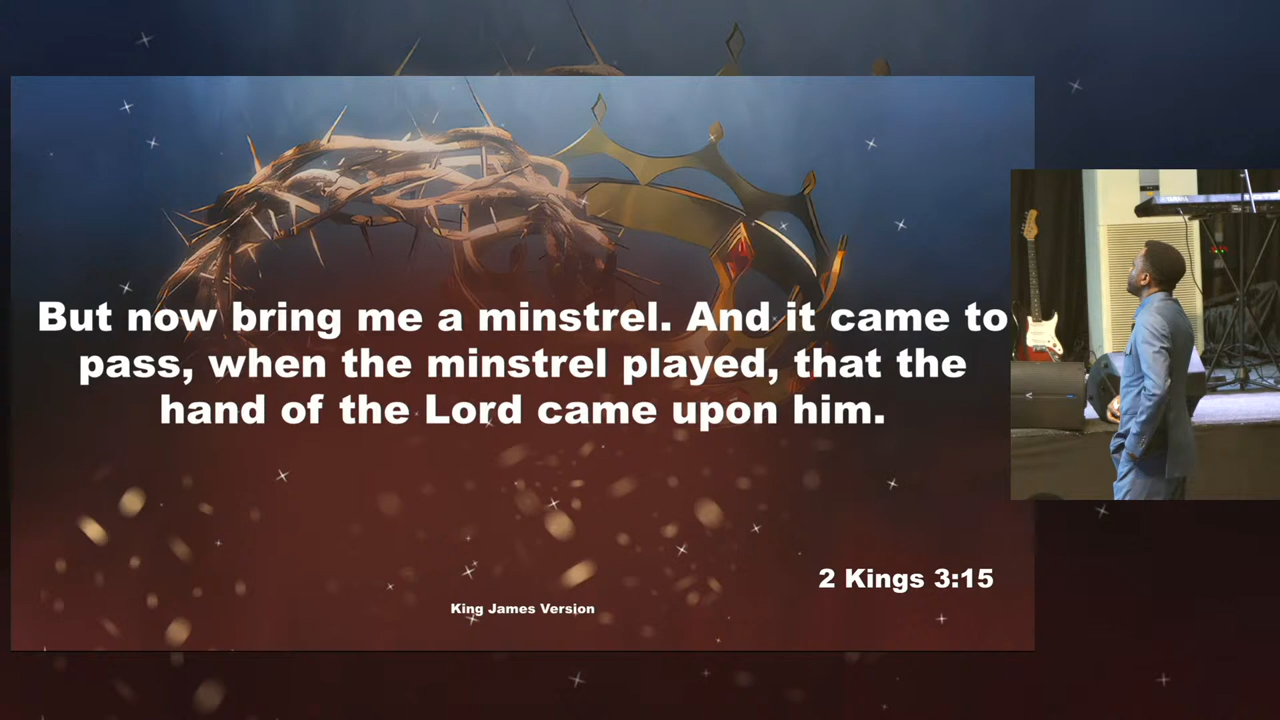 But now bring me a minstrel. And it came to
pass, when the minstrel played, that the
hand of the Lord came upon him.
2 Kings 3:15
King James Version